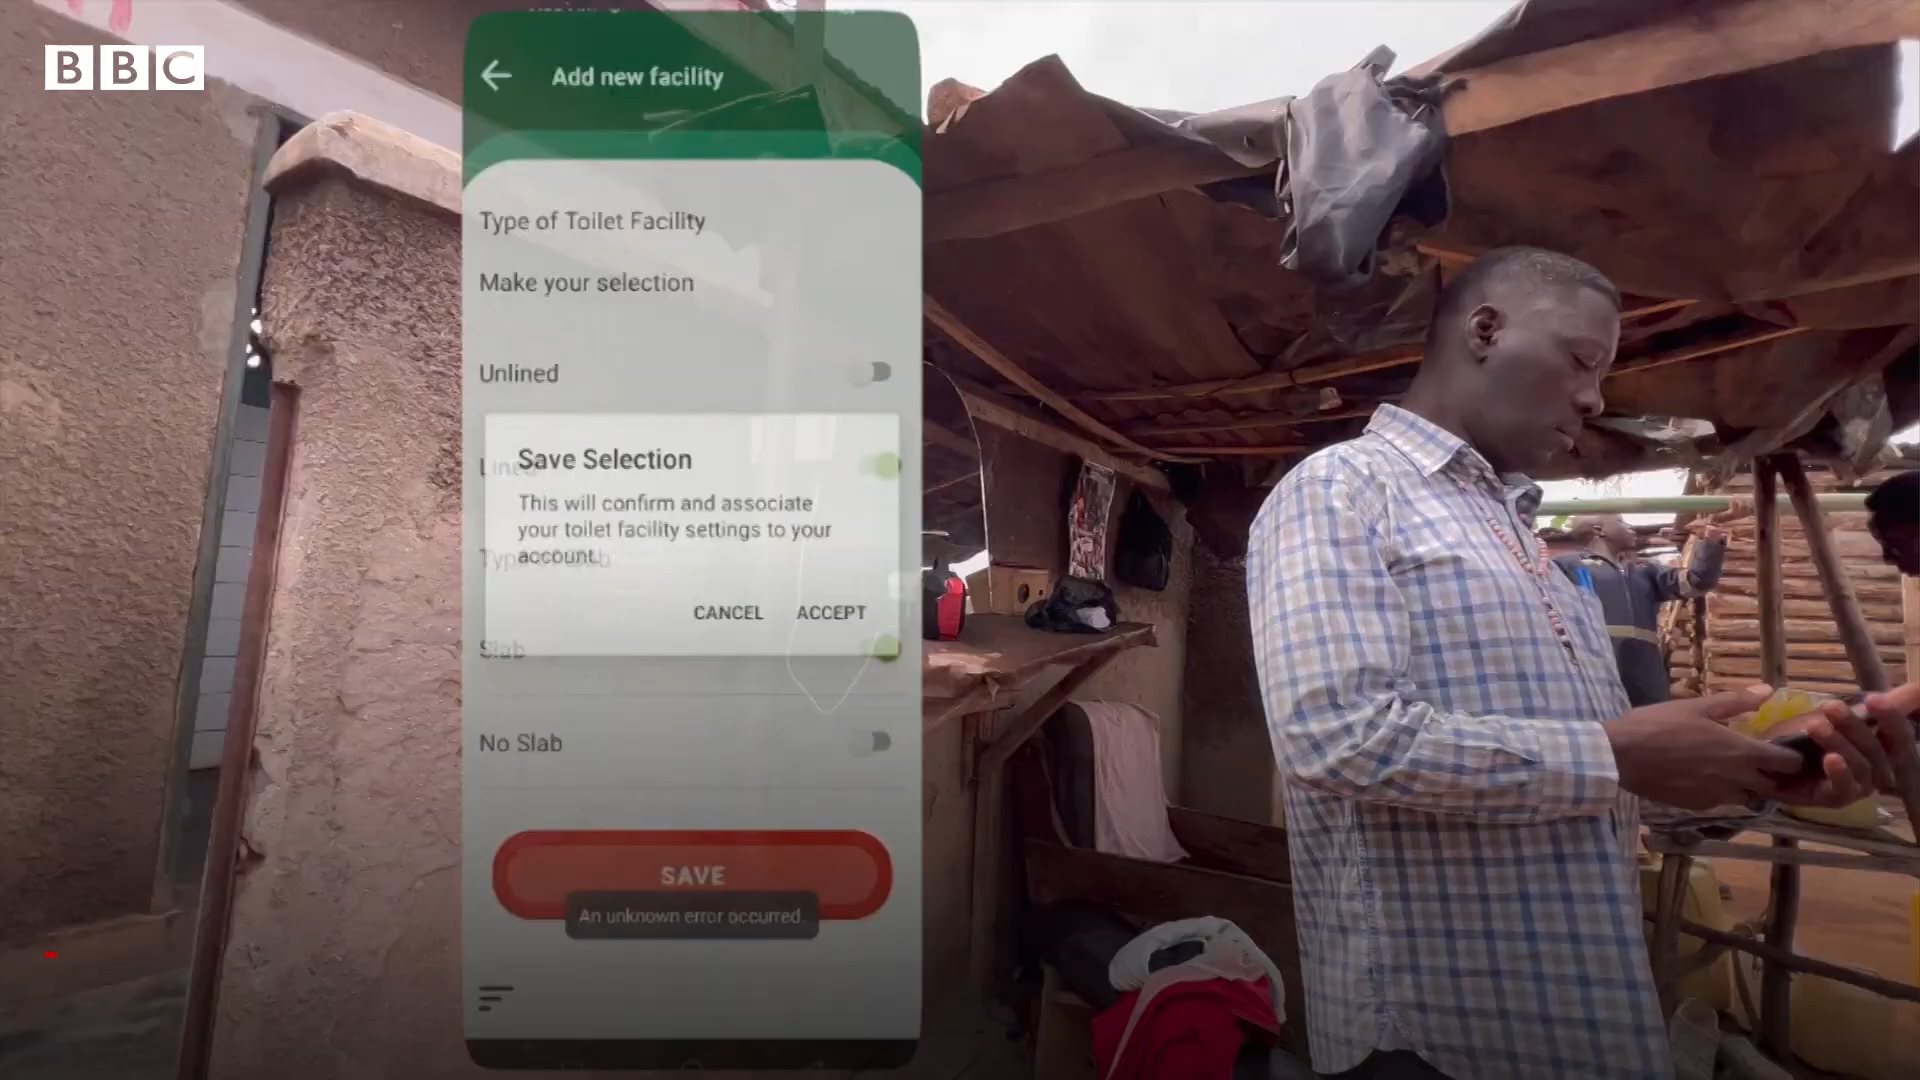 BBC
Add new facility
Type of Toilet Facility
Make your selection
Unlined
Lined
Save Selection
This will confirm and associate
your toilet facility settings to your
account.
CANCEL ACCEPT
Slab
No Slab
SAVE
An unknown error occurred.